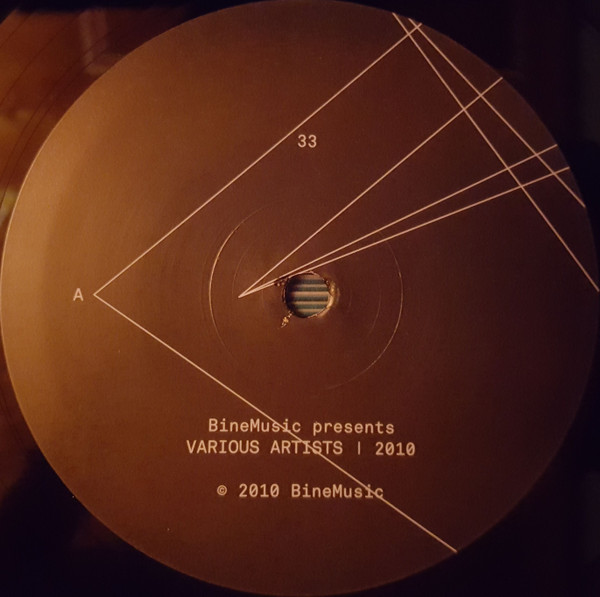 33
A
BineMusic presents
VARIOUS ARTISTS | 2010
© 2010 BineMusic